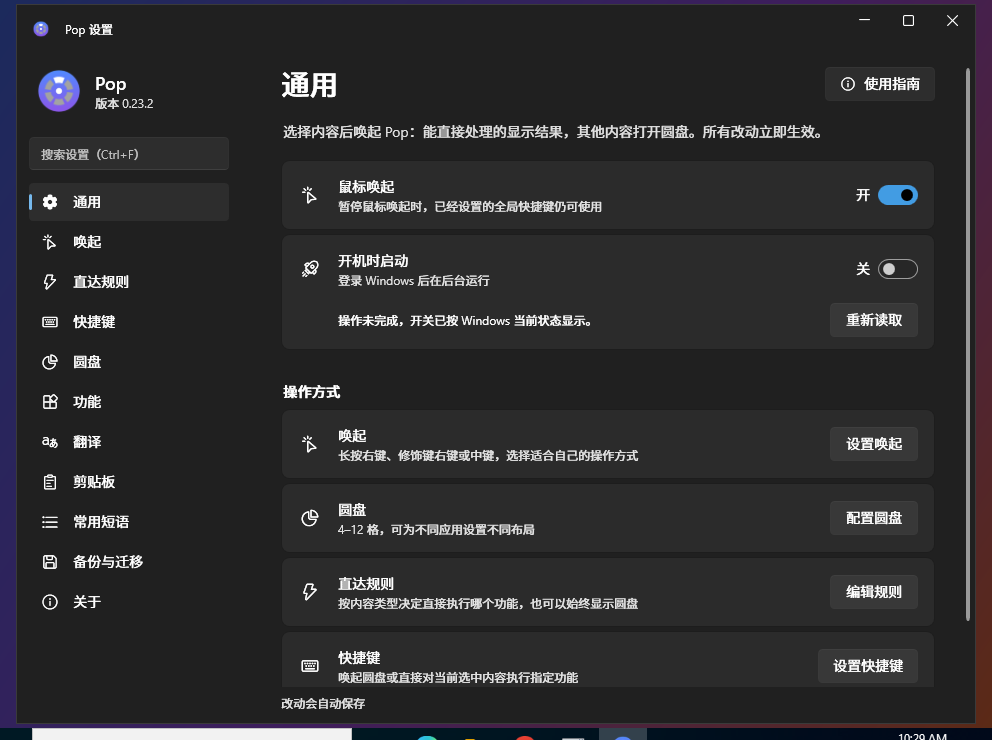 Pop 设置
Pop
版本 0.23.2
搜索设置（Ctrl+F）
通用
唤起
直达规则
快捷键
圆盘
功能
翻译
剪贴板
常用短语
备份与迁移
关于
通用
使用指南
选择内容后唤起 Pop：能直接处理的显示结果，其他内容打开圆盘。所有改动立即生效。
鼠标唤起
暂停鼠标唤起时，已经设置的全局快捷键仍可使用
开
开机时启动
登录 Windows 后在后台运行
关
操作未完成，开关已按 Windows 当前状态显示。
重新读取
操作方式
唤起
长按右键、修饰键右键或中键，选择适合自己的操作方式
设置唤起
圆盘
4–12 格，可为不同应用设置不同布局
配置圆盘
直达规则
按内容类型决定直接执行哪个功能，也可以始终显示圆盘
编辑规则
快捷键
唤起圆盘或直接对当前选中内容执行指定功能
设置快捷键
改动会自动保存
10:29 AM